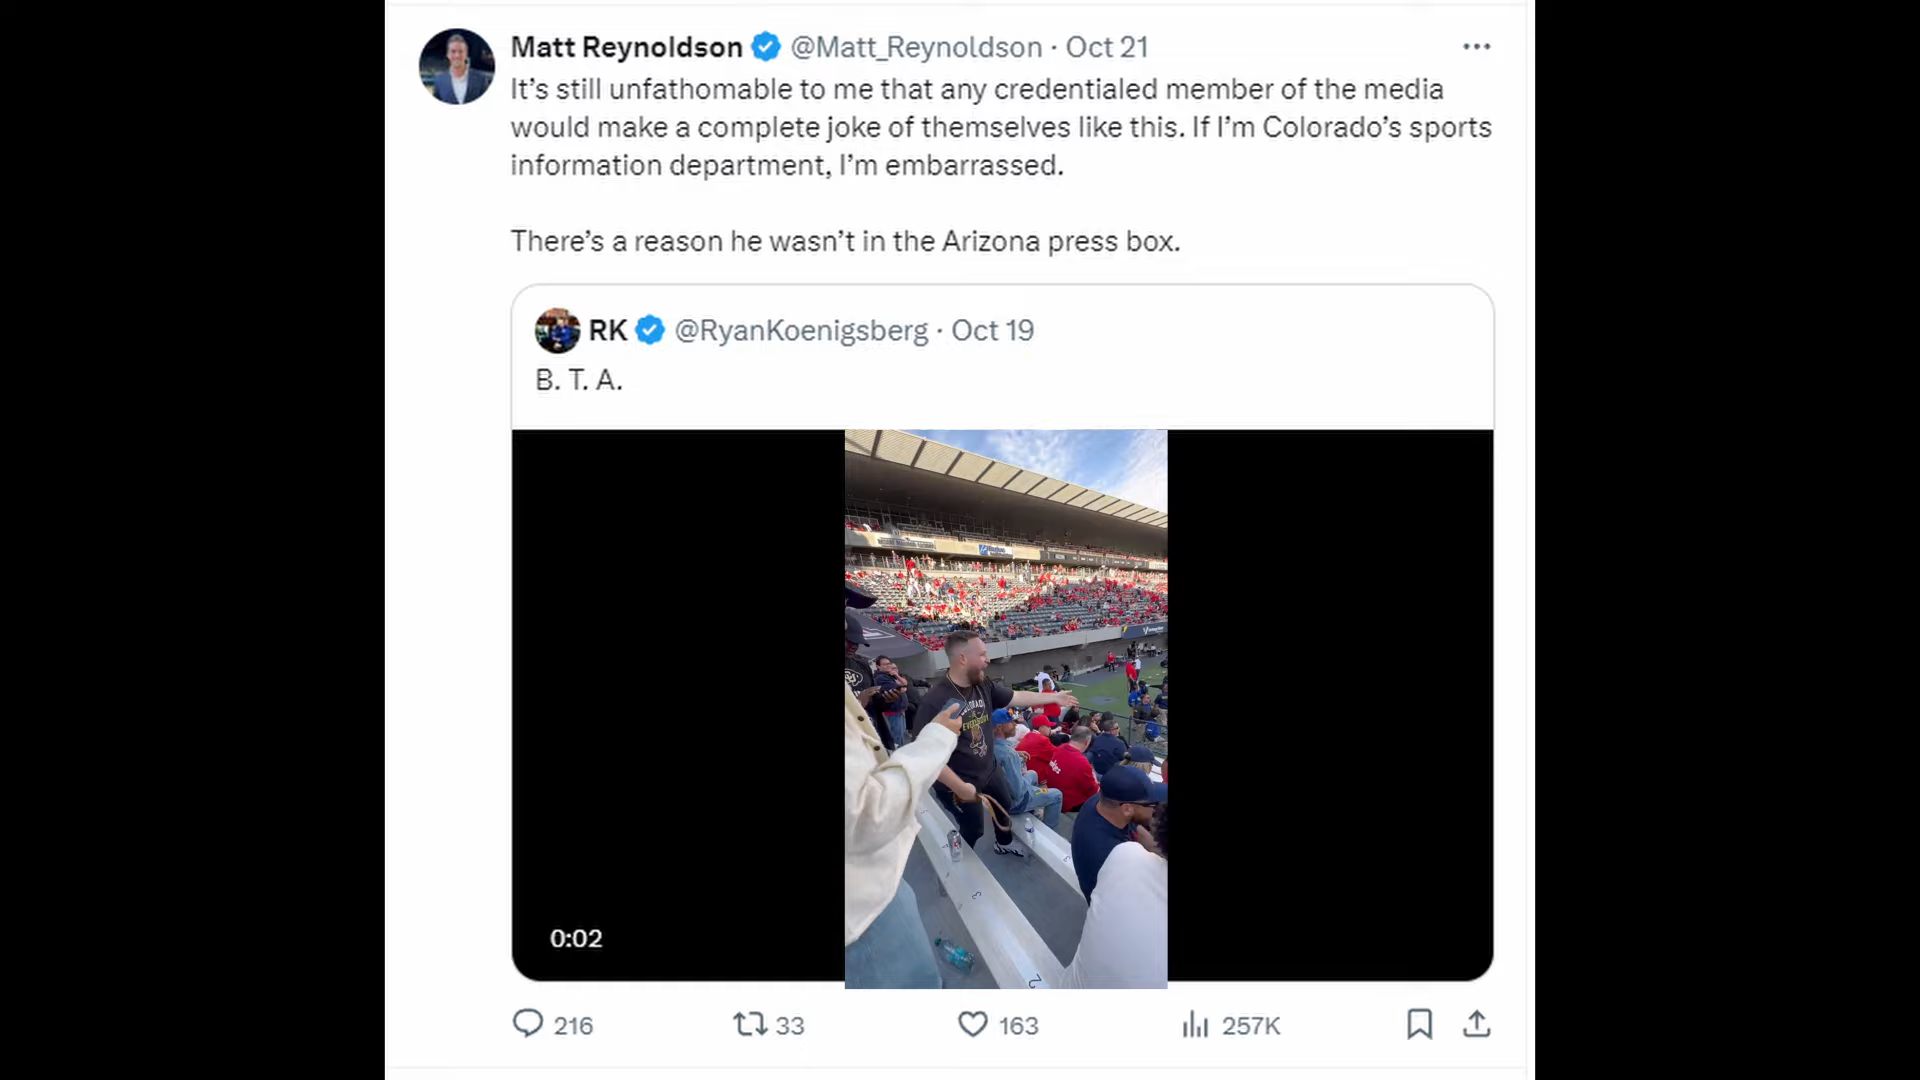 Matt Reynoldson @Matt_Reynoldson · Oct 21
It’s still unfathomable to me that any credentialed member of the media
would make a complete joke of themselves like this. If I’m Colorado’s sports
information department, I’m embarrassed.
There’s a reason he wasn’t in the Arizona press box.
RK @RyanKoenigsberg · Oct 19
B. T. A.
0:02
216 33 163 257K